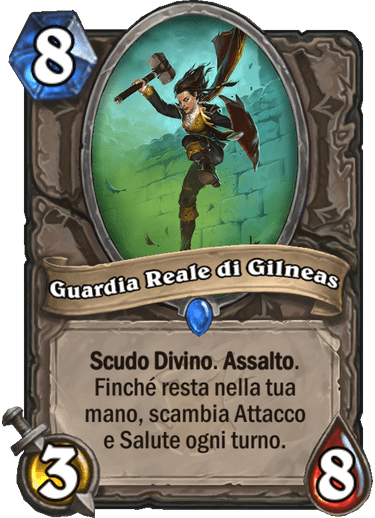 8
Guardia Reale di Gilneas
Scudo Divino. Assalto.
Finché resta nella tua
mano, scambia Attacco
e Salute ogni turno.
3
8